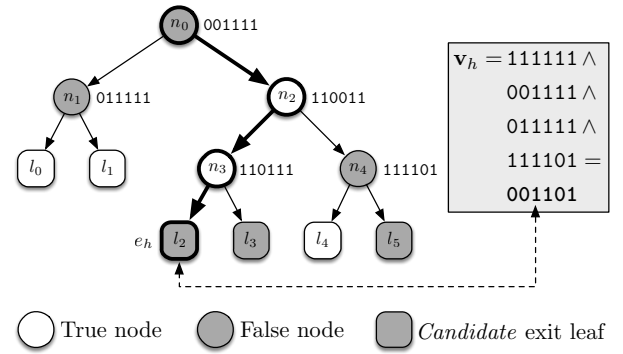 n₀ 001111
n₁ 011111
n₂ 110011
l₀
l₁
n₃ 110111
n₄ 111101
eₕ
l₂
l₃
l₄
l₅
𝐯ₕ = 111111 ∧
001111 ∧
011111 ∧
111101 =
001101
True node
False node
Candidate exit leaf